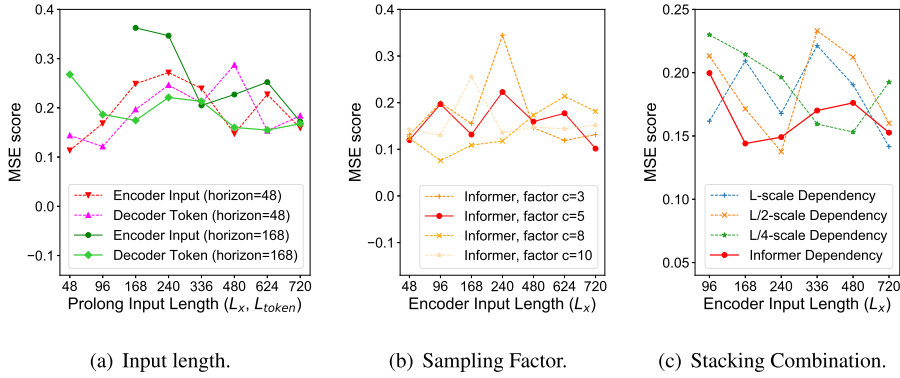 0.4
0.3
0.2
0.1
0.0
−0.1
MSE score
Encoder Input (horizon=48)
Decoder Token (horizon=48)
Encoder Input (horizon=168)
Decoder Token (horizon=168)
48 96 168 240 336 480 624 720
Prolong Input Length (Lx, Ltoken)
(a) Input length.
0.4
0.3
0.2
0.1
0.0
−0.1
MSE score
Informer, factor c=3
Informer, factor c=5
Informer, factor c=8
Informer, factor c=10
48 96 168 240 480 624 720
Encoder Input Length (Lx)
(b) Sampling Factor.
0.25
0.20
0.15
0.10
0.05
MSE score
L-scale Dependency
L/2-scale Dependency
L/4-scale Dependency
Informer Dependency
96 168 240 336 480 720
Encoder Input Length (Lx)
(c) Stacking Combination.